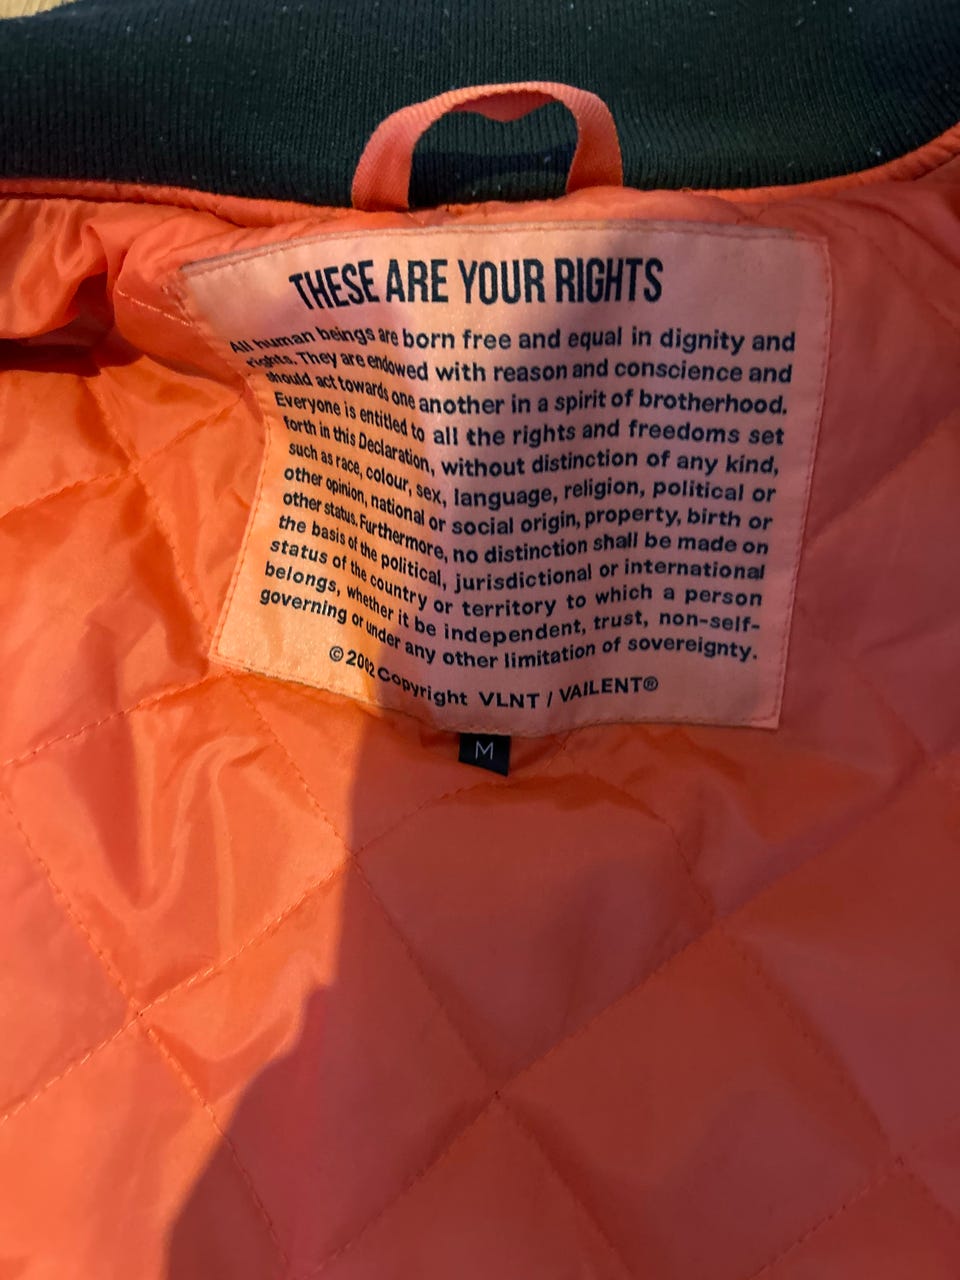 THESE ARE YOUR RIGHTS
All human beings are born free and equal in dignity and
rights. They are endowed with reason and conscience and
should act towards one another in a spirit of brotherhood.
Everyone is entitled to all the rights and freedoms set
forth in this Declaration, without distinction of any kind,
such as race, colour, sex, language, religion, political or
other opinion, national or social origin, property, birth or
other status. Furthermore, no distinction shall be made on
the basis of the political, jurisdictional or international
status of the country or territory to which a person
belongs, whether it be independent, trust, non-self-
governing or under any other limitation of sovereignty.
© 2002 Copyright VLNT / VAILENT®
M